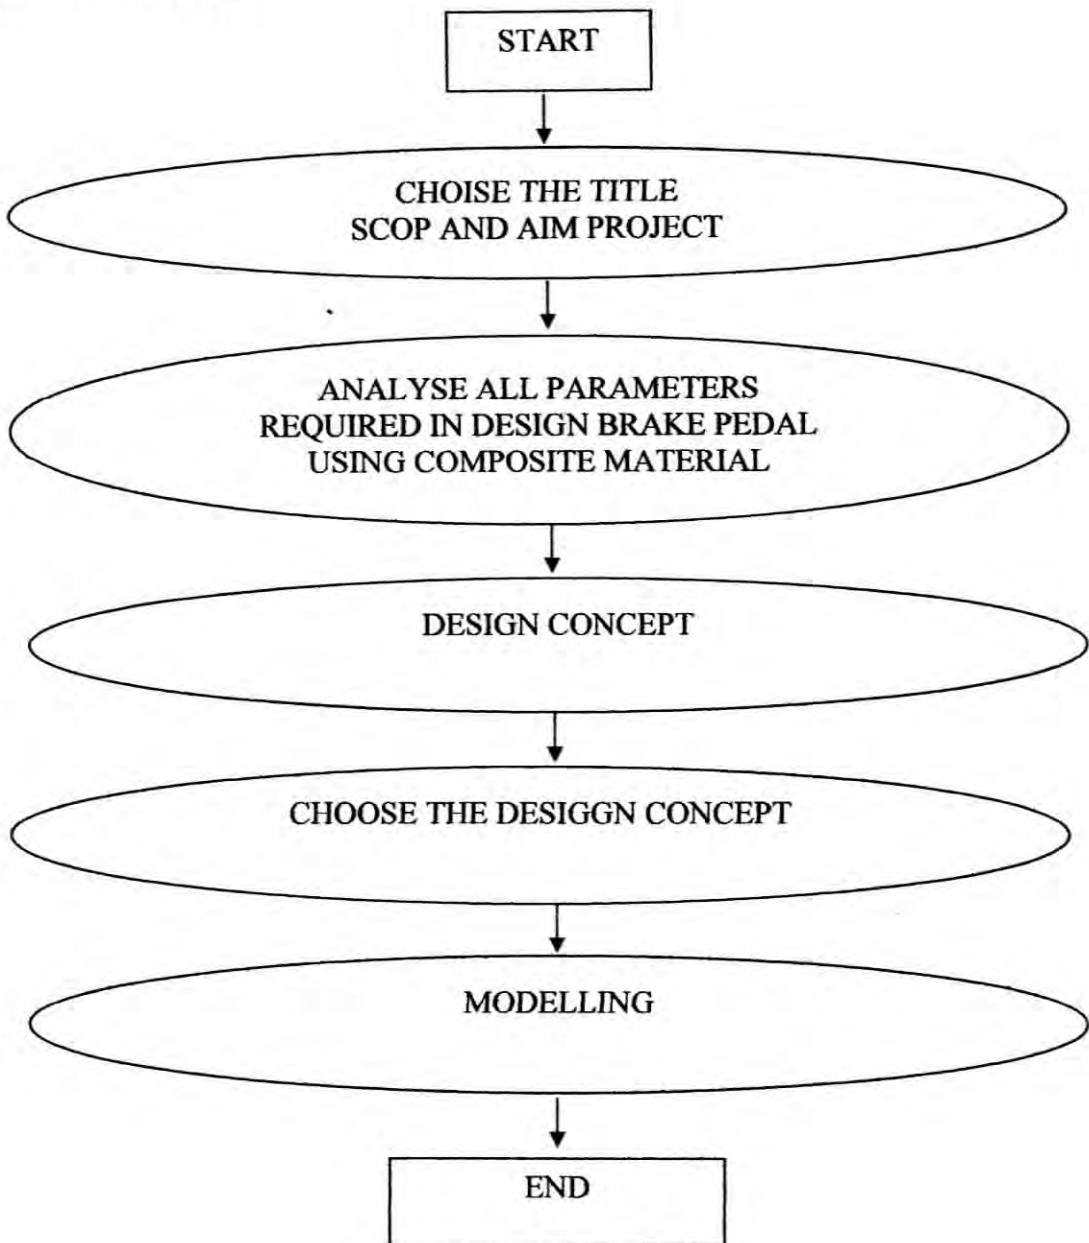 START
CHOISE THE TITLE
SCOP AND AIM PROJECT
ANALYSE ALL PARAMETERS
REQUIRED IN DESIGN BRAKE PEDAL
USING COMPOSITE MATERIAL
DESIGN CONCEPT
CHOOSE THE DESIGGN CONCEPT
MODELLING
END